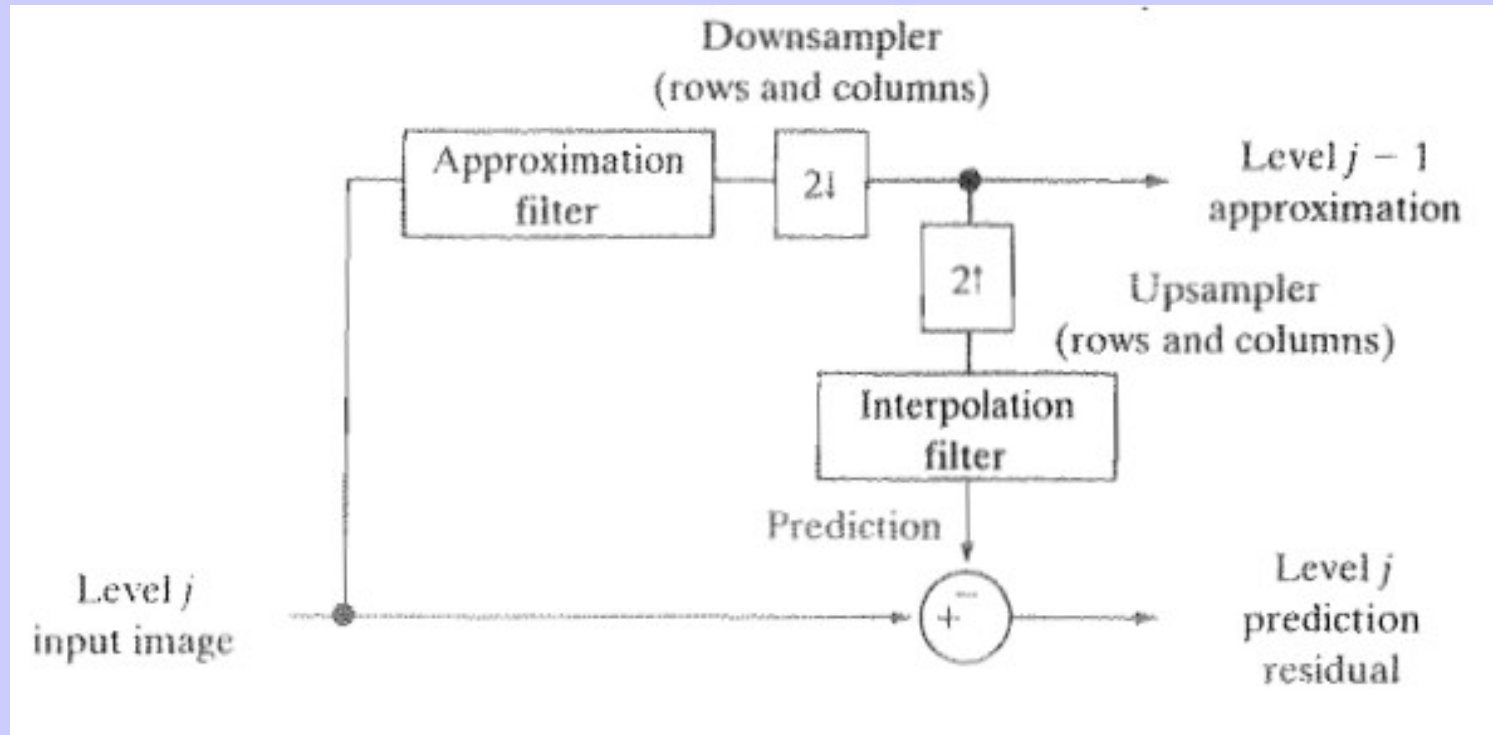 Downsampler
(rows and columns)
Approximation
filter
2↓
Level j − 1
approximation
2↑
Upsampler
(rows and columns)
Interpolation
filter
Prediction
Level j
input image
+ −
Level j
prediction
residual